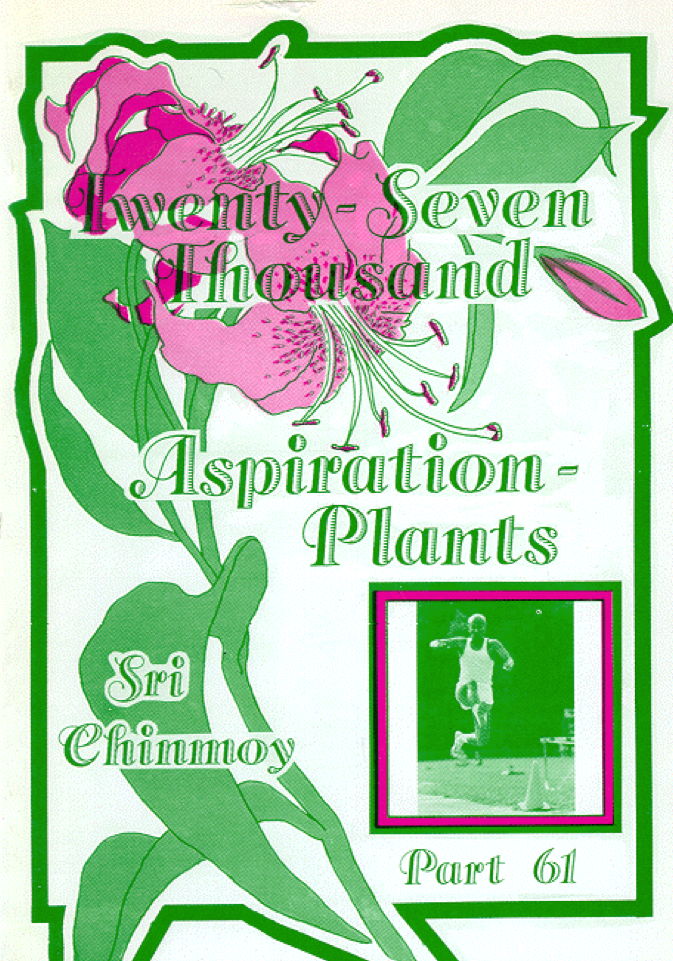 Twenty-Seven
Thousand
Aspiration-
Plants
Sri
Chinmoy
Part 61